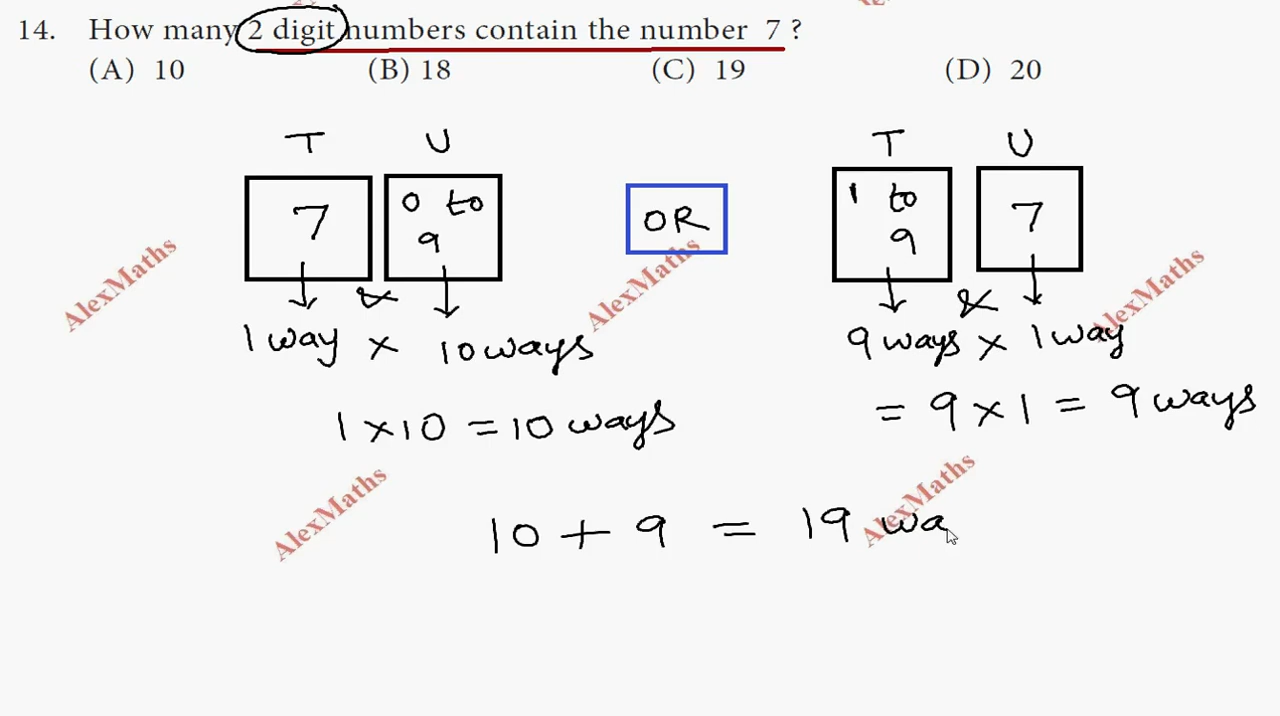 14. How many 2 digit numbers contain the number 7 ?
(A) 10 (B) 18 (C) 19 (D) 20
T U T U
7 0 to 9 OR 1 to 9 7
& &
1 way × 10 ways 9 ways × 1 way
1 × 10 = 10 ways = 9 × 1 = 9 ways
10 + 9 = 19 wa
AlexMaths
AlexMaths
AlexMaths
AlexMaths
AlexMaths